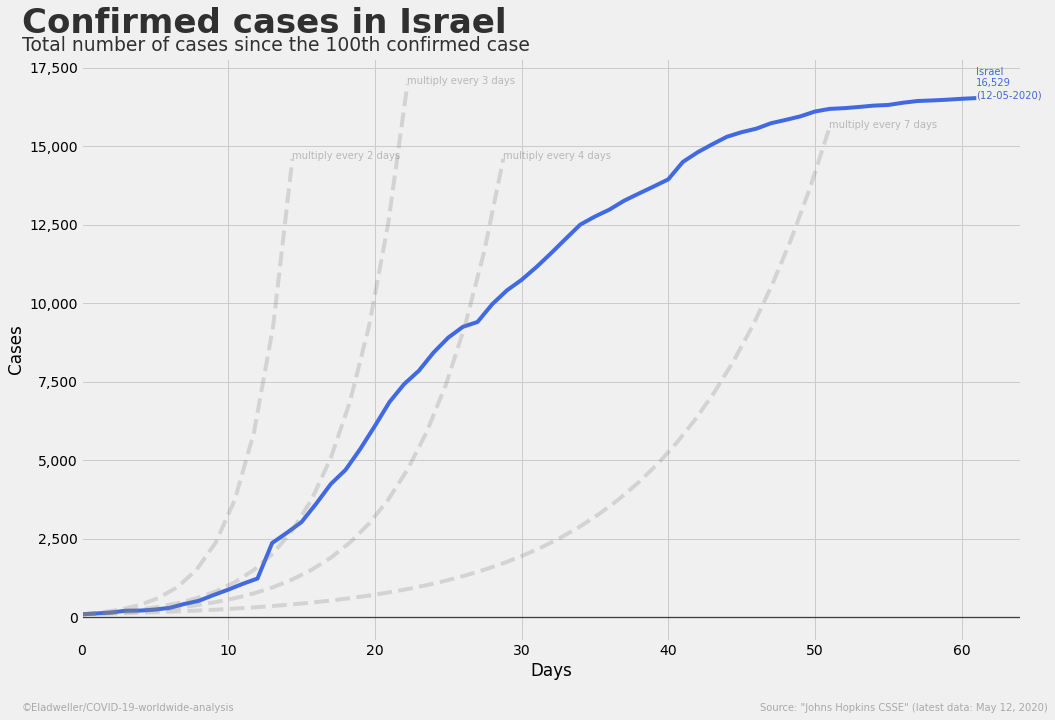 Confirmed cases in Israel
Total number of cases since the 100th confirmed case
17,500
15,000
12,500
10,000
7,500
5,000
2,500
0
Cases
multiply every 2 days
multiply every 3 days
multiply every 4 days
multiply every 7 days
Israel
16,529
(12-05-2020)
0 10 20 30 40 50 60
Days
©Eladweller/COVID-19-worldwide-analysis
Source: "Johns Hopkins CSSE" (latest data: May 12, 2020)